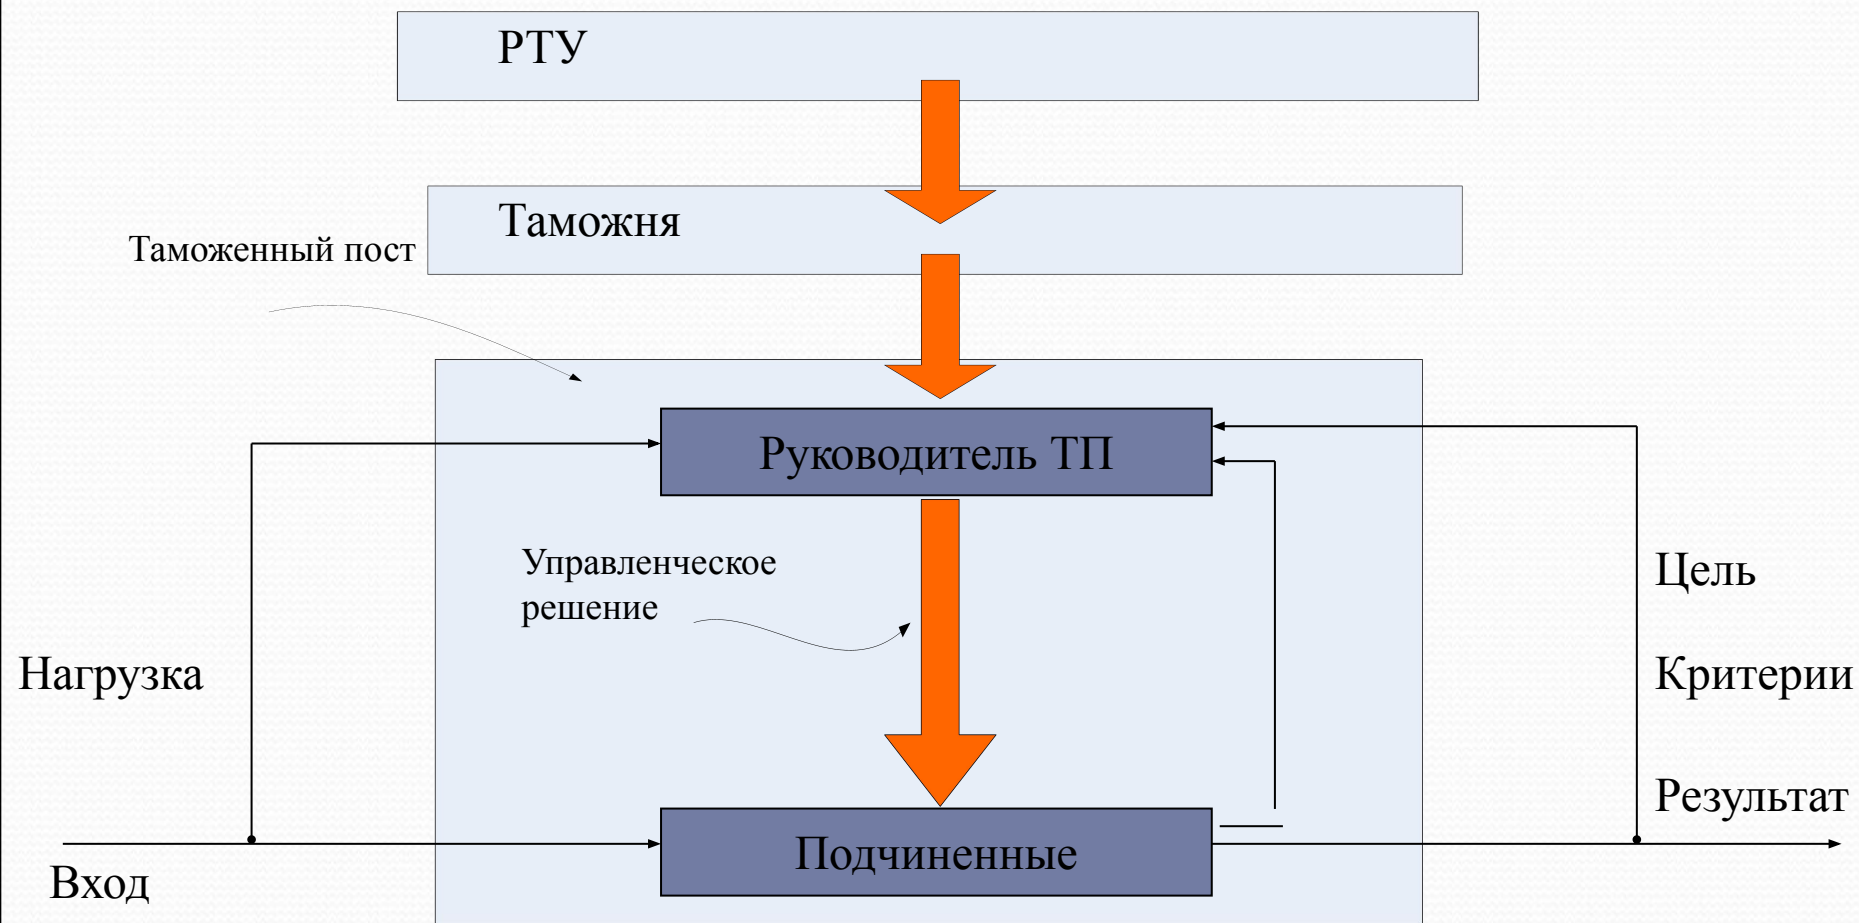 РТУ
Таможня
Таможенный пост
Руководитель ТП
Управленческое
решение
Цель
Нагрузка
Критерии
Результат
Подчиненные
Вход